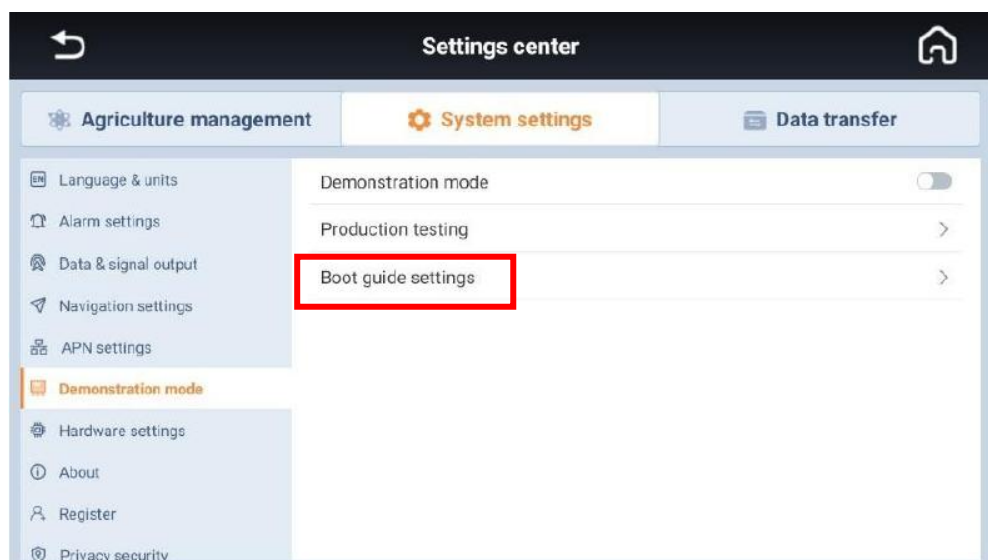 Settings center
Agriculture management
System settings
Data transfer
EN Language & units
Alarm settings
Data & signal output
Navigation settings
APN settings
Demonstration mode
Hardware settings
About
Register
Privacy security
Demonstration mode
Production testing
Boot guide settings